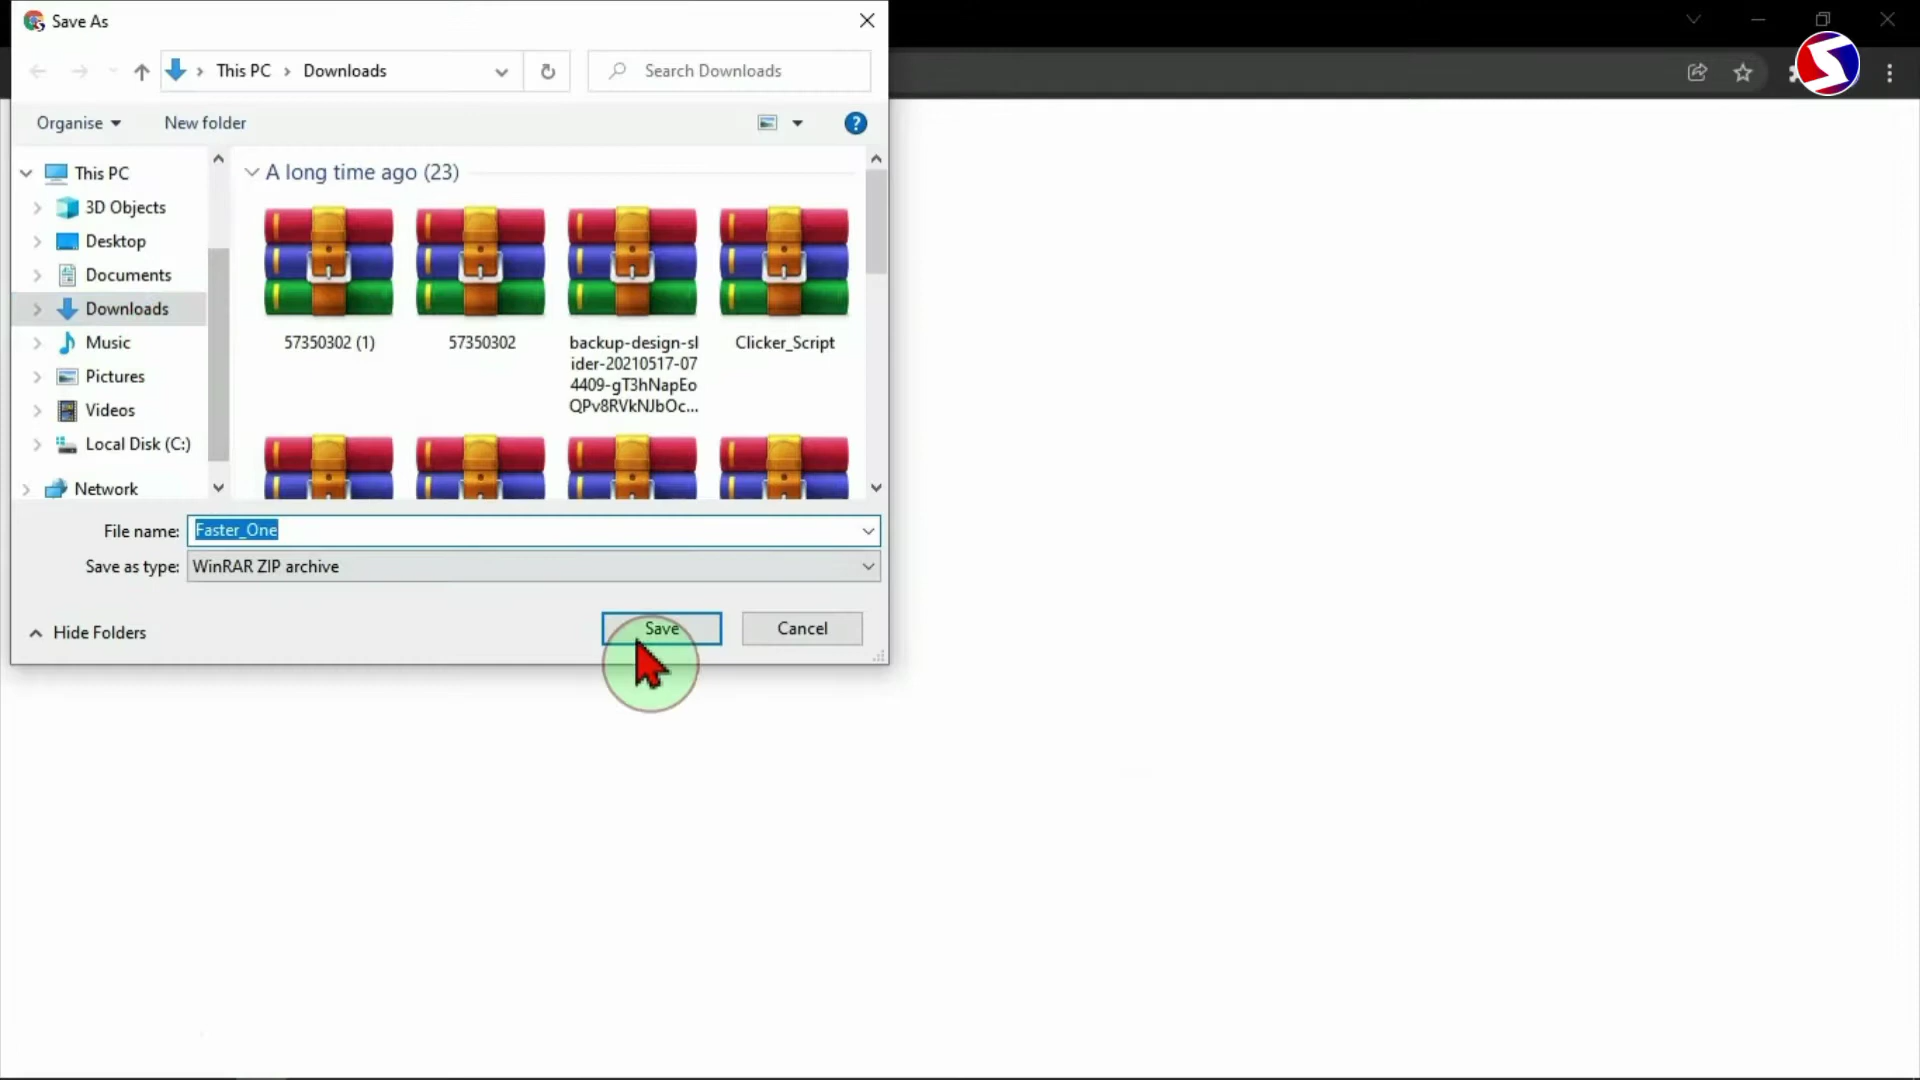 Save As
This PC
Downloads
Search Downloads
Organise
New folder
?
This PC
3D Objects
Desktop
Documents
Downloads
Music
Pictures
Videos
Local Disk (C:)
Network
A long time ago (23)
57350302 (1)
57350302
backup-design-sl
ider-20210517-07
4409-gT3hNapEo
QPv8RVkNJbOc...
Clicker_Script
File name:
Faster_One
Save as type:
WinRAR ZIP archive
Hide Folders
Save
Cancel
S